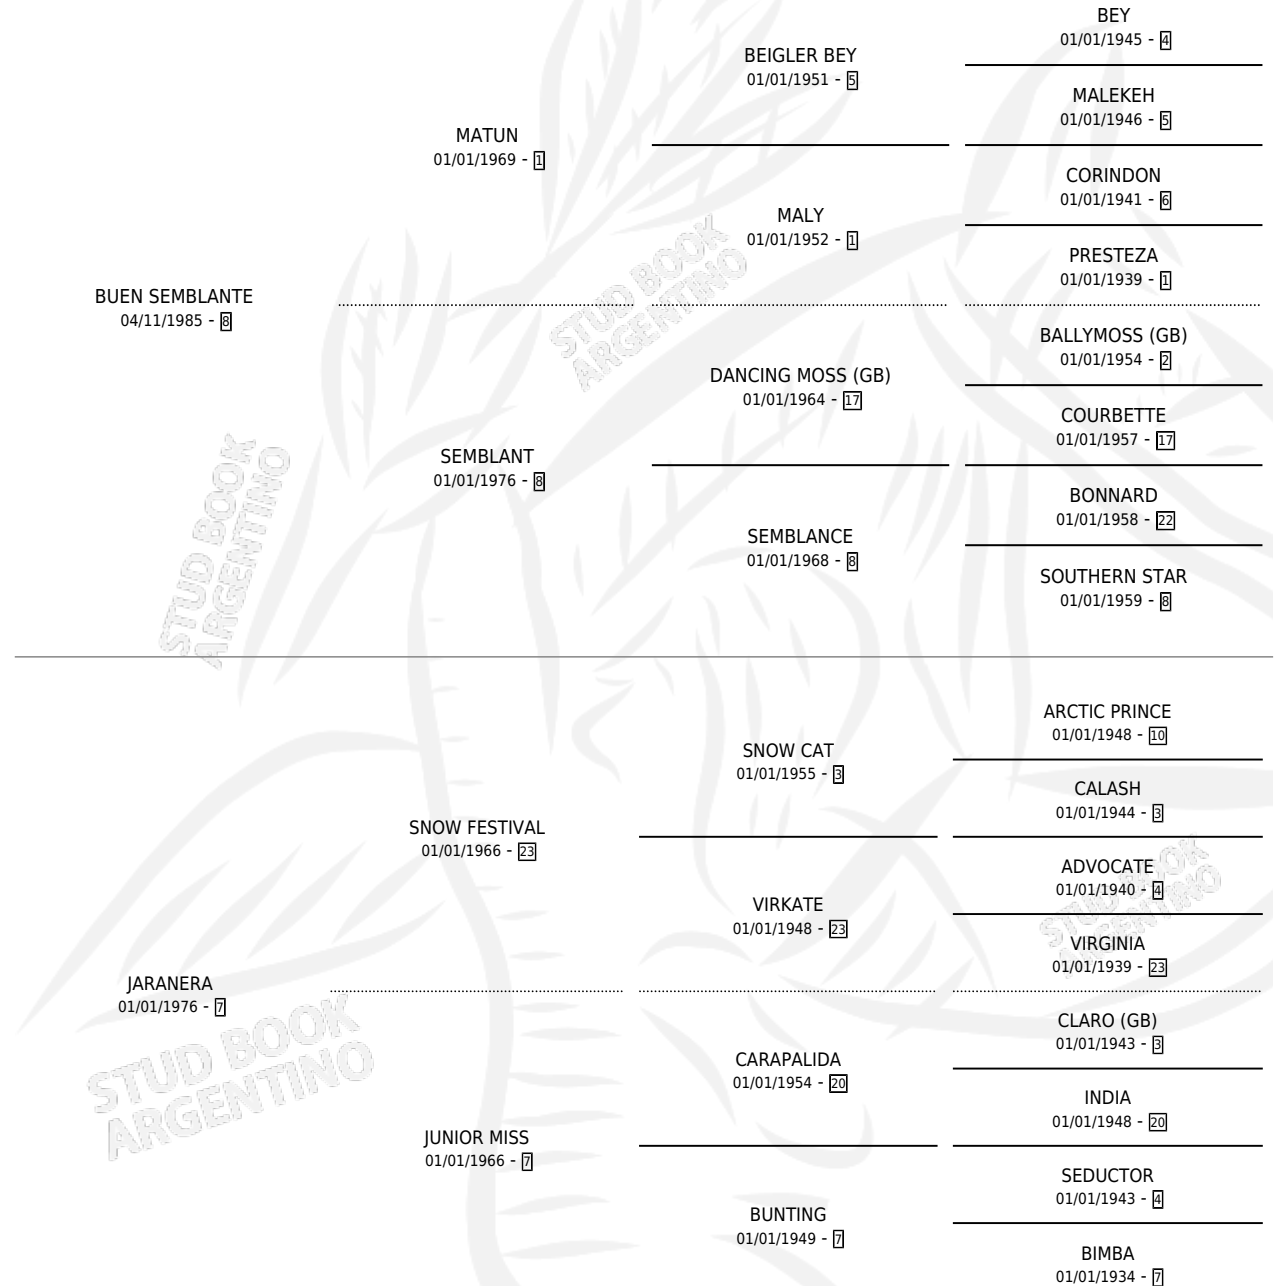 BEY
01/01/1945 - 4
BEIGLER BEY
01/01/1951 - 5
MALEKEH
01/01/1946 - 5
MATUN
01/01/1969 - 1
CORINDON
01/01/1941 - 6
MALY
01/01/1952 - 1
PRESTEZA
01/01/1939 - 1
BUEN SEMBLANTE
04/11/1985 - 8
STUD BOOK
ARGENTINO
BALLYMOSS (GB)
01/01/1954 - 2
DANCING MOSS (GB)
01/01/1964 - 17
COURBETTE
01/01/1957 - 17
SEMBLANT
01/01/1976 - 8
BONNARD
01/01/1958 - 22
SEMBLANCE
01/01/1968 - 8
SOUTHERN STAR
01/01/1959 - 8
STUD BOOK
ARGENTINO
ARCTIC PRINCE
01/01/1948 - 10
SNOW CAT
01/01/1955 - 3
CALASH
01/01/1944 - 3
SNOW FESTIVAL
01/01/1966 - 23
ADVOCATE
01/01/1940 - 4
VIRKATE
01/01/1948 - 23
VIRGINIA
01/01/1939 - 23
STUD BOOK
ARGENTINO
JARANERA
01/01/1976 - 7
CLARO (GB)
01/01/1943 - 3
CARAPALIDA
01/01/1954 - 20
INDIA
01/01/1948 - 20
STUD BOOK
ARGENTINO
JUNIOR MISS
01/01/1966 - 7
SEDUCTOR
01/01/1943 - 4
BUNTING
01/01/1949 - 7
BIMBA
01/01/1934 - 7